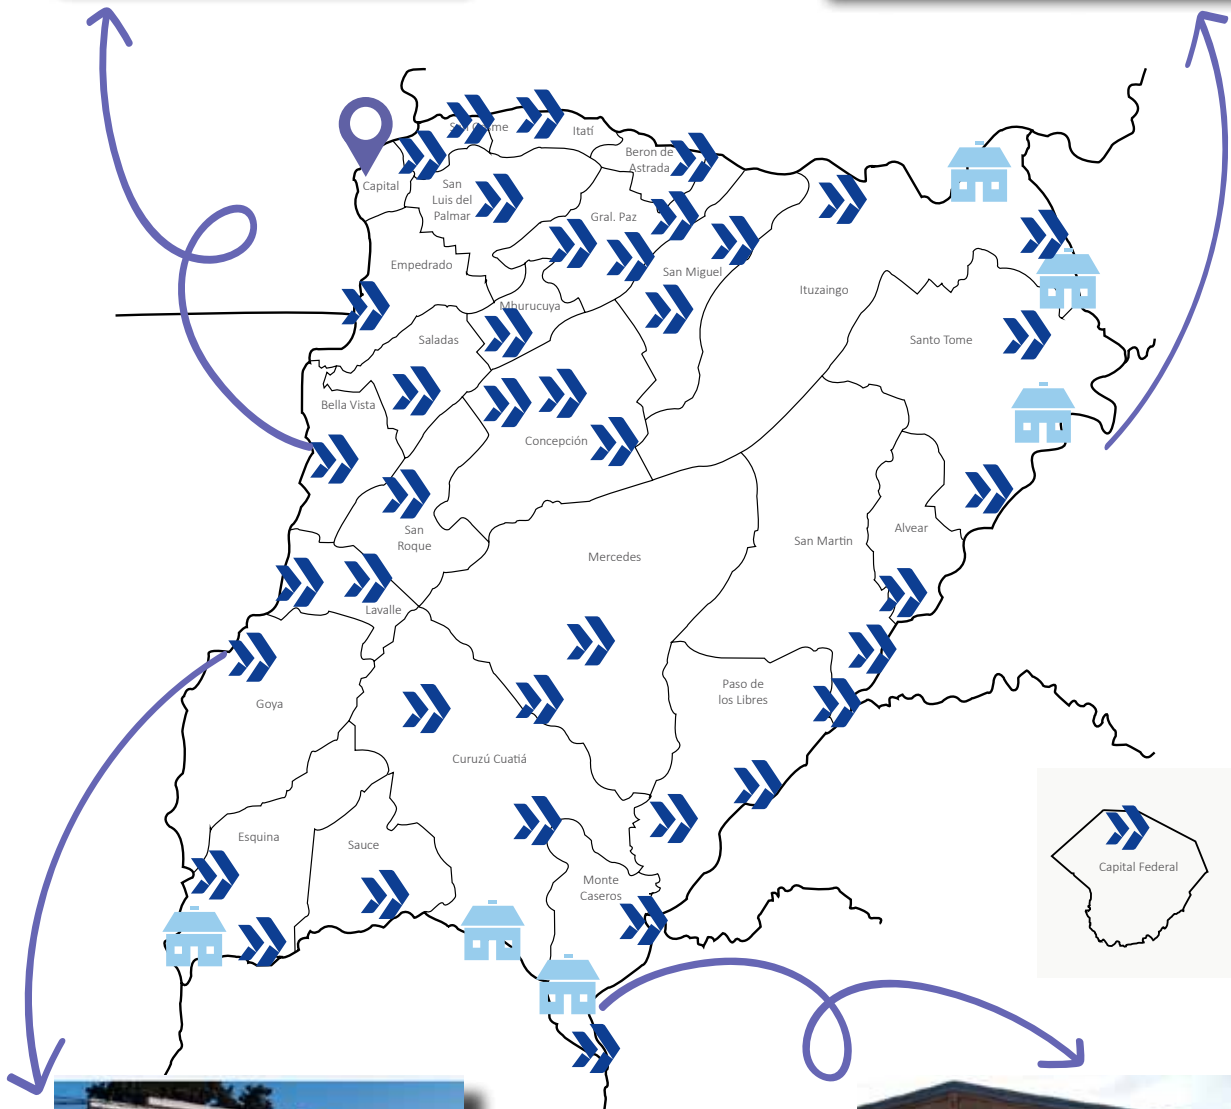 Itatí
Beron de
Astrada
Capital
San
Luis del
Palmar
Gral. Paz
Empedrado
San Miguel
Ituzaingo
Mburucuya
Saladas
Santo Tome
Bella Vista
Concepción
San
Roque
Mercedes
San Martin
Alvear
Lavalle
Goya
Paso de
los Libres
Curuzú Cuatiá
Esquina
Sauce
Monte
Caseros
Capital Federal